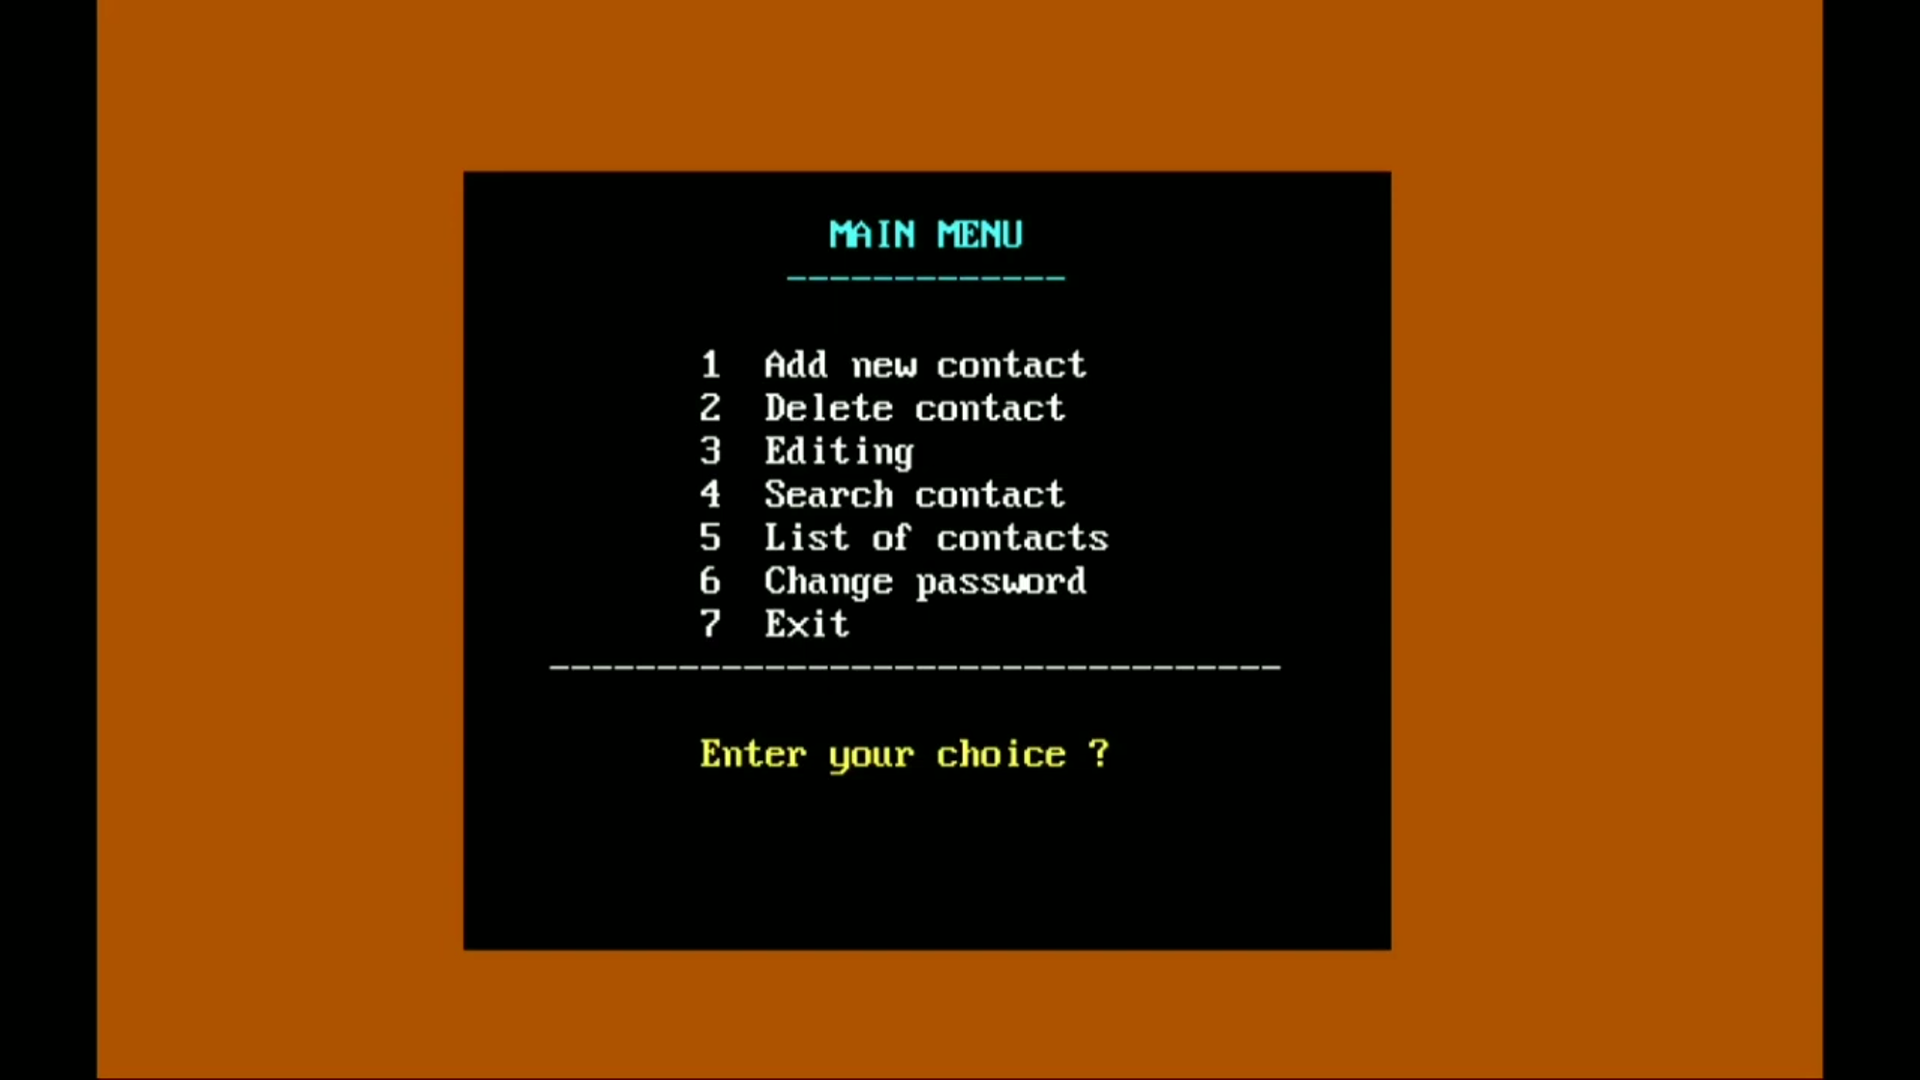 MAIN MENU
-------------
1 Add new contact
2 Delete contact
3 Editing
4 Search contact
5 List of contacts
6 Change password
7 Exit
----------------------------------
Enter your choice ?